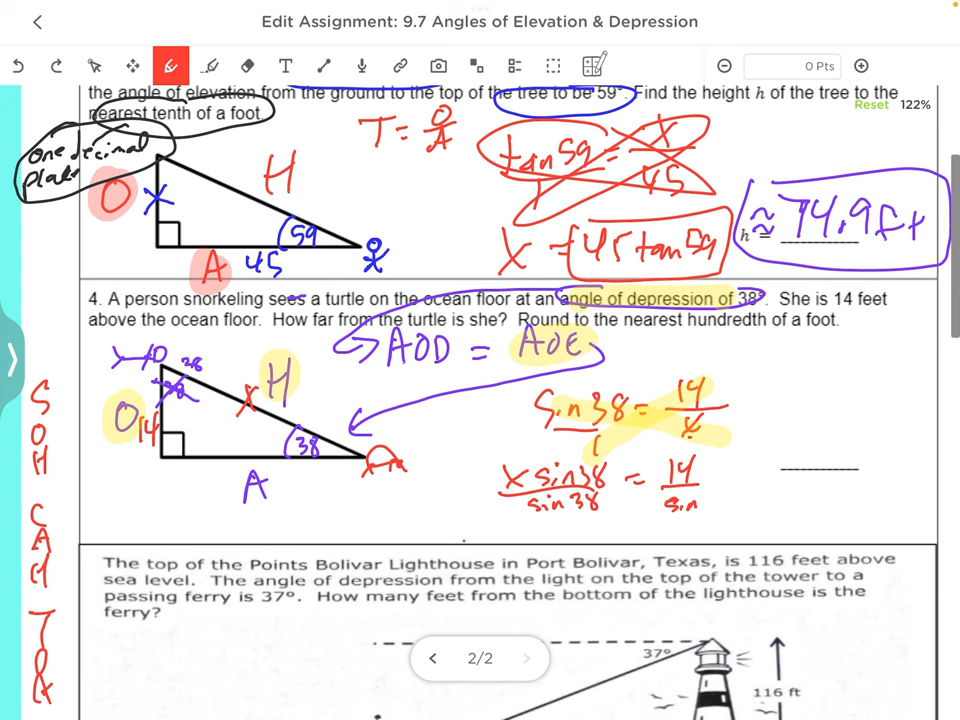 Edit Assignment: 9.7 Angles of Elevation & Depression
T
0 Pts
Reset 122%
the angle of elevation from the ground to the top of the tree to be 59°. Find the height h of the tree to the
nearest tenth of a foot.
One decimal
place
T = O/A
tan 59 = x/45
1
O
X
H
59
A
45
x = 45 tan 59
h = ≈ 74.9 ft
4. A person snorkeling sees a turtle on the ocean floor at an angle of depression of 38°. She is 14 feet
above the ocean floor. How far from the turtle is she? Round to the nearest hundredth of a foot.
AOD = AOE
38
H
x
O
14
38
A
sin 38 = 14/x
1
x sin 38 = 14
sin 38 sin
S
O
H
C
A
H
T
The top of the Points Bolivar Lighthouse in Port Bolivar, Texas, is 116 feet above
sea level. The angle of depression from the light on the top of the tower to a
passing ferry is 37º. How many feet from the bottom of the lighthouse is the
ferry?
2/2
37º
116 ft